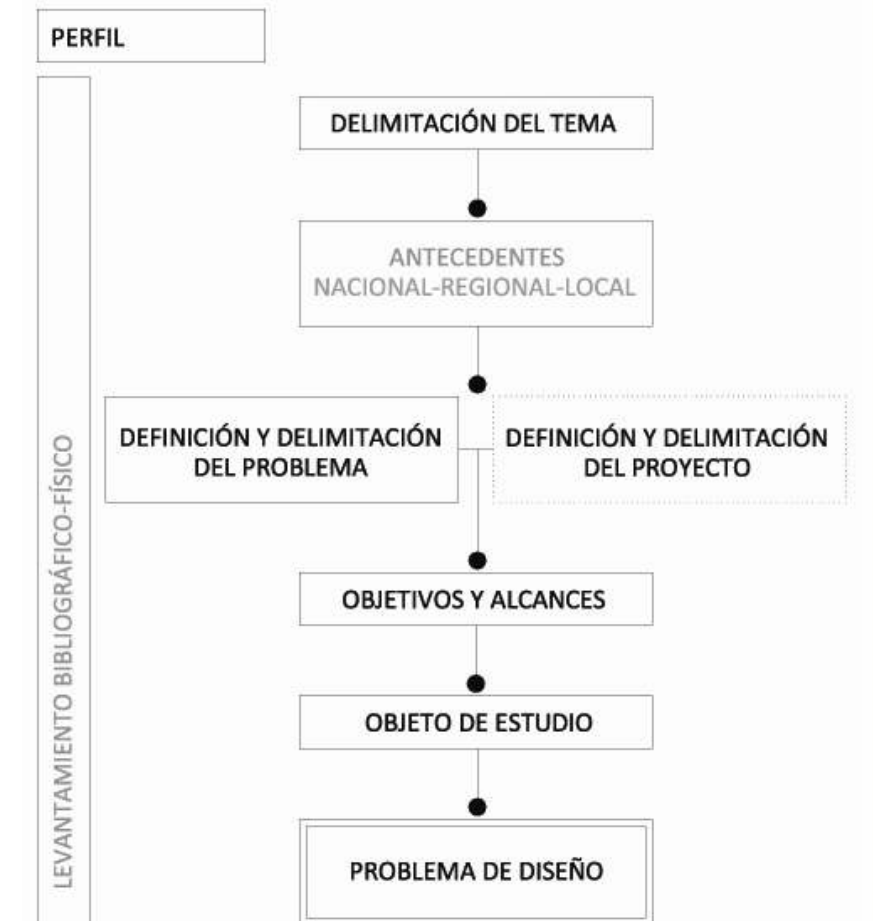 PERFIL
DELIMITACIÓN DEL TEMA
ANTECEDENTES
NACIONAL-REGIONAL-LOCAL
DEFINICIÓN Y DELIMITACIÓN
DEL PROBLEMA
DEFINICIÓN Y DELIMITACIÓN
DEL PROYECTO
OBJETIVOS Y ALCANCES
OBJETO DE ESTUDIO
PROBLEMA DE DISEÑO
LEVANTAMIENTO BIBLIOGRÁFICO-FÍSICO